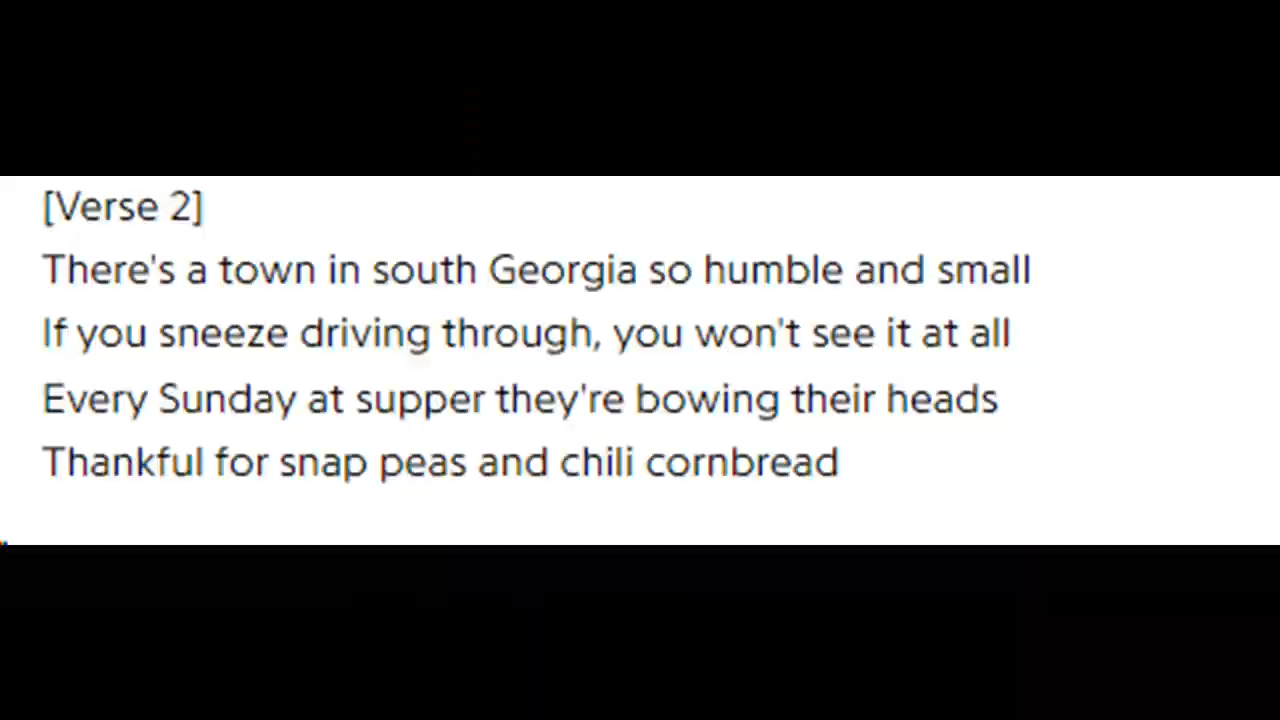 [Verse 2]
There's a town in south Georgia so humble and small
If you sneeze driving through, you won't see it at all
Every Sunday at supper they're bowing their heads
Thankful for snap peas and chili cornbread